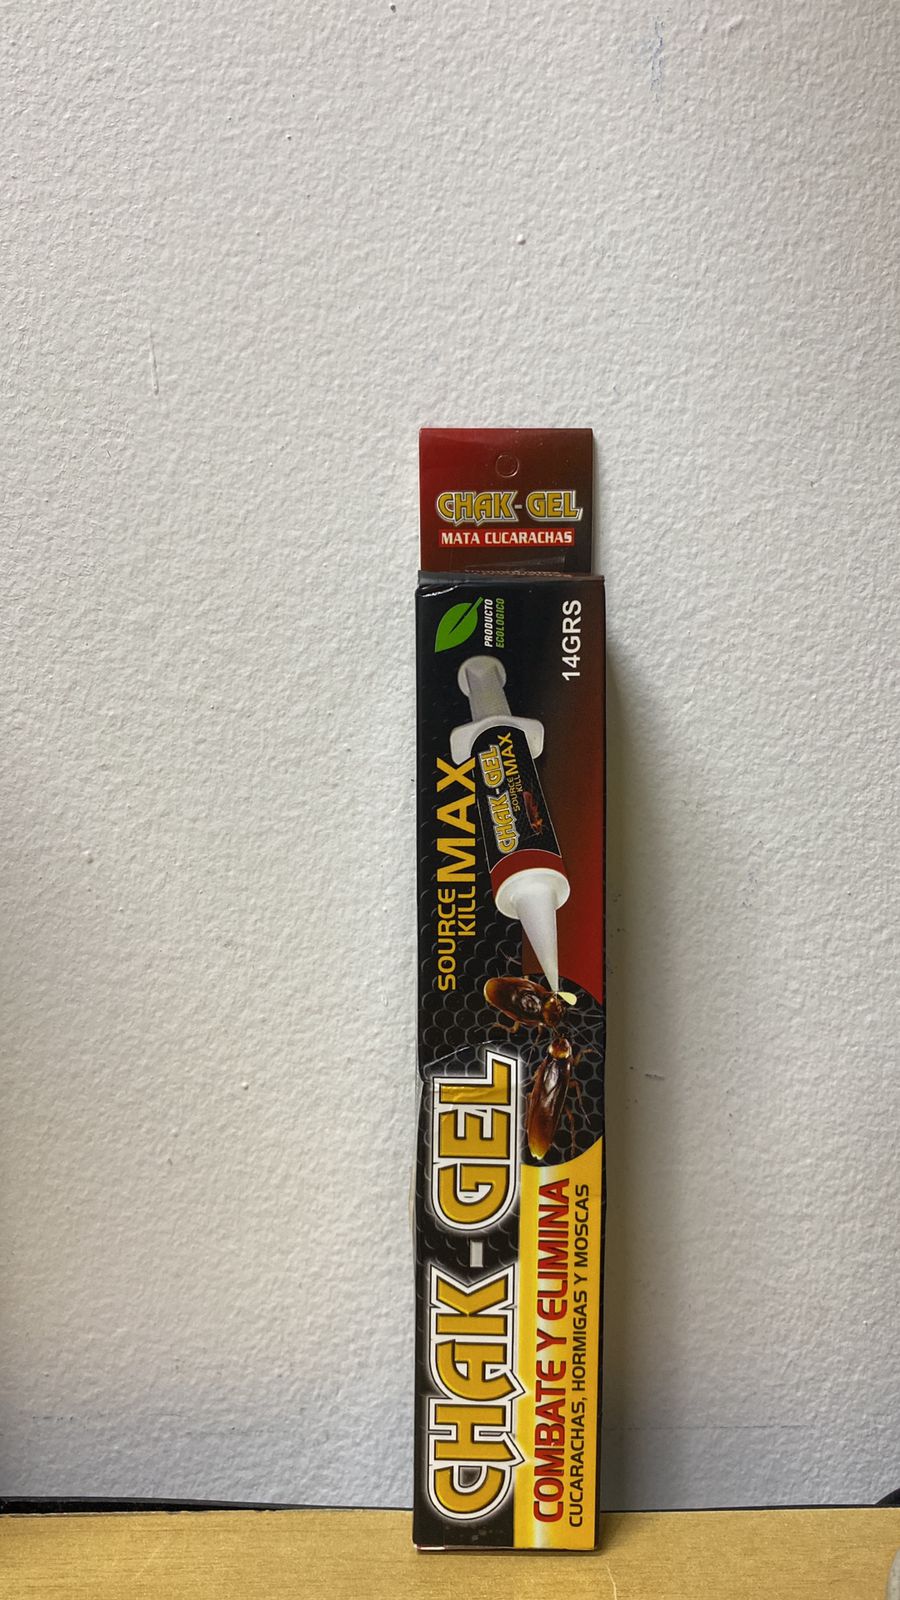 CHAK-GEL
MATA CUCARACHAS
PRODUCTO
ECOLOGICO
14GRS
SOURCE
KILL MAX
CHAK-GEL
SOURCE
KILL MAX
CHAK-GEL
COMBATE Y ELIMINA
CUCARACHAS, HORMIGAS Y MOSCAS